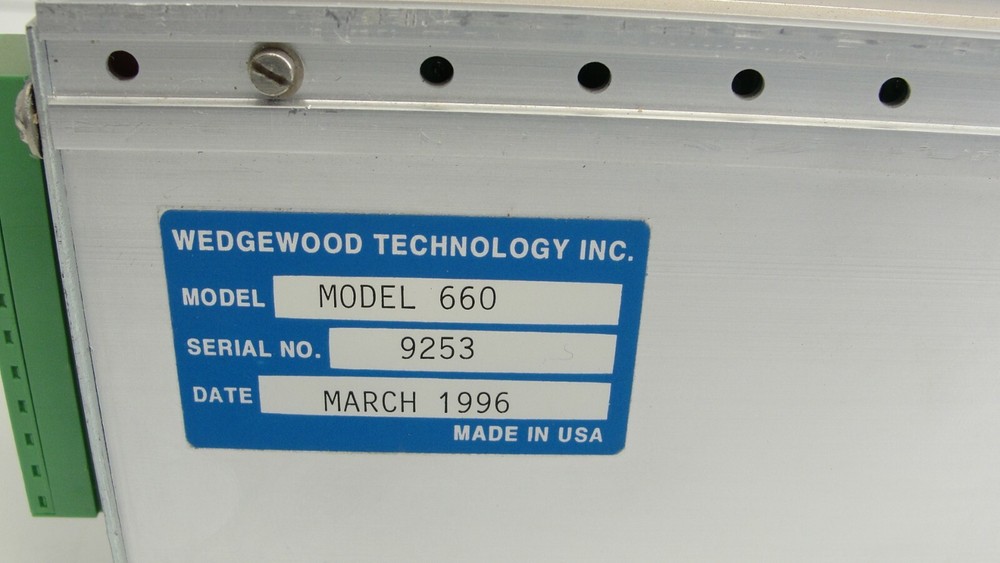 WEDGEWOOD TECHNOLOGY INC.
MODEL MODEL 660
SERIAL NO. 9253
DATE MARCH 1996
MADE IN USA